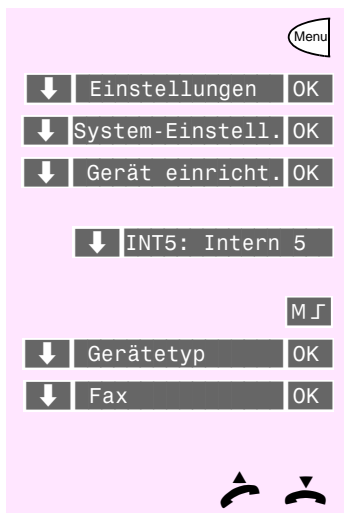 Menu
Einstellungen OK
System-Einstell. OK
Gerät einricht. OK
INT5: Intern 5
M
Gerätetyp OK
Fax OK